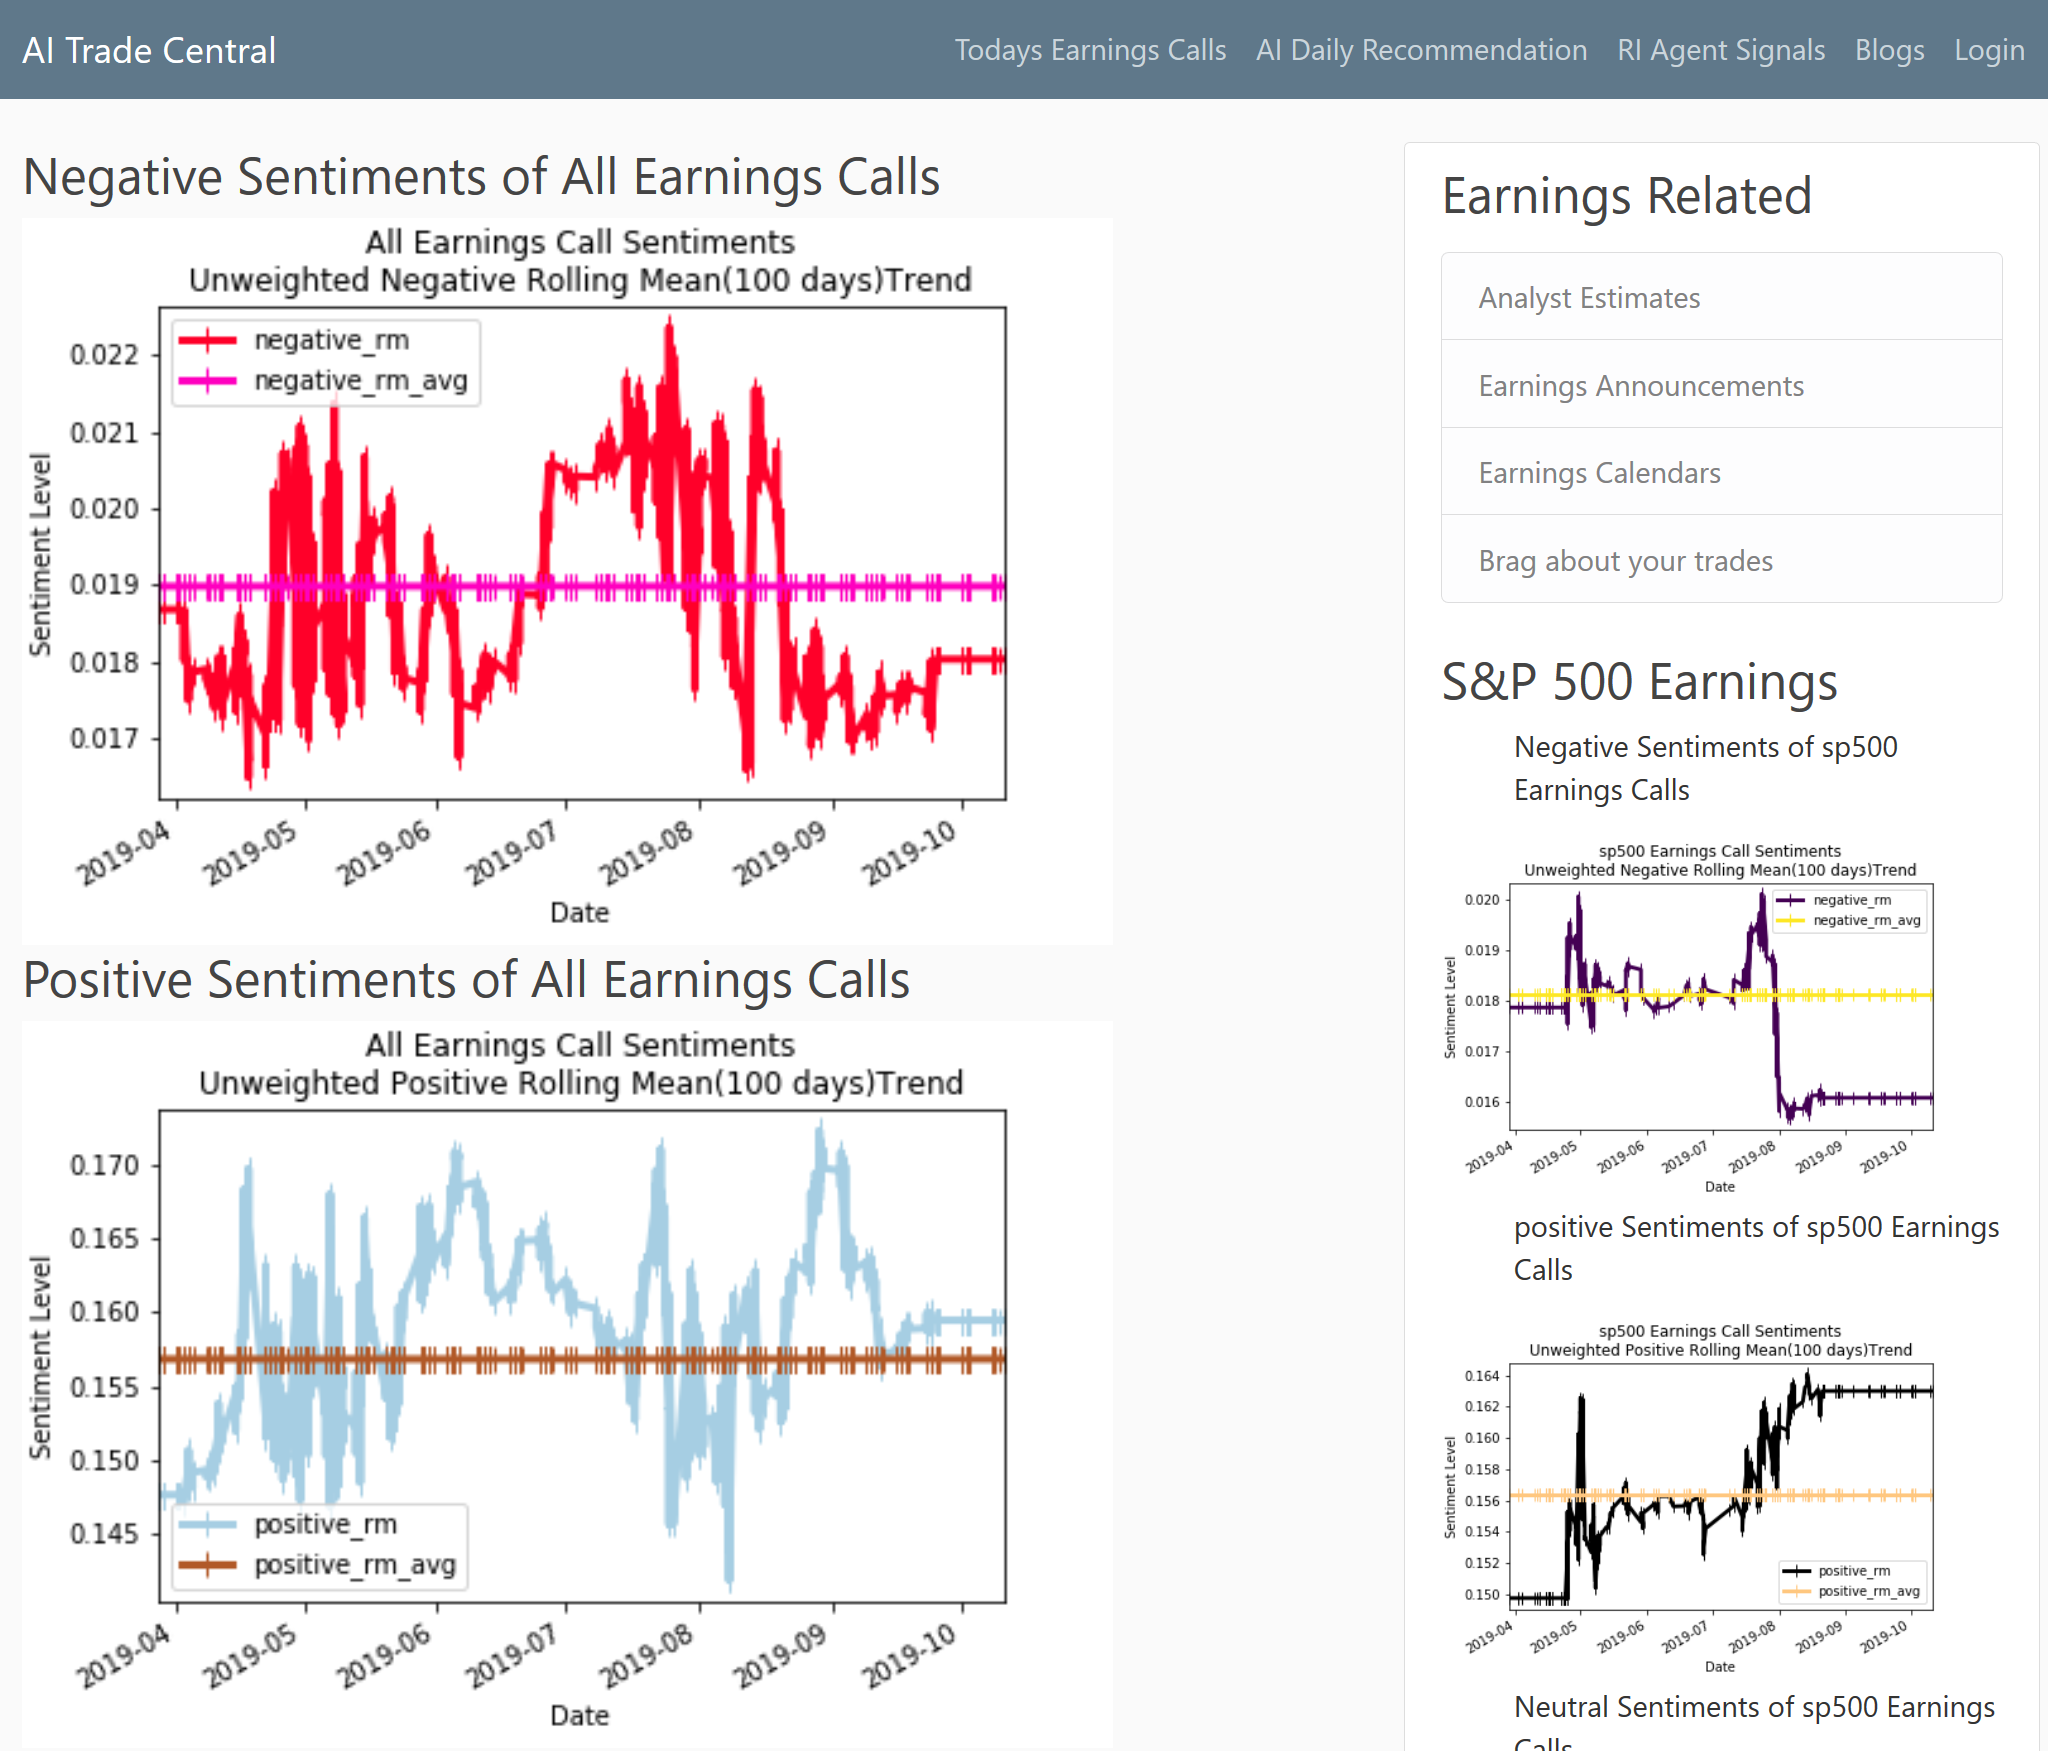 AI Trade Central
Todays Earnings Calls
AI Daily Recommendation
RI Agent Signals
Blogs
Login
Negative Sentiments of All Earnings Calls
All Earnings Call Sentiments
Unweighted Negative Rolling Mean(100 days)Trend
negative_rm
negative_rm_avg
Sentiment Level
0.022
0.021
0.020
0.019
0.018
0.017
2019-04
2019-05
2019-06
2019-07
2019-08
2019-09
2019-10
Date
Positive Sentiments of All Earnings Calls
All Earnings Call Sentiments
Unweighted Positive Rolling Mean(100 days)Trend
Sentiment Level
0.170
0.165
0.160
0.155
0.150
0.145
positive_rm
positive_rm_avg
2019-04
2019-05
2019-06
2019-07
2019-08
2019-09
2019-10
Date
Earnings Related
Analyst Estimates
Earnings Announcements
Earnings Calendars
Brag about your trades
S&P 500 Earnings
Negative Sentiments of sp500
Earnings Calls
sp500 Earnings Call Sentiments
Unweighted Negative Rolling Mean(100 days)Trend
negative_rm
negative_rm_avg
Sentiment Level
0.020
0.019
0.018
0.017
0.016
2019-04
2019-05
2019-06
2019-07
2019-08
2019-09
2019-10
Date
positive Sentiments of sp500 Earnings
Calls
sp500 Earnings Call Sentiments
Unweighted Positive Rolling Mean(100 days)Trend
Sentiment Level
0.164
0.162
0.160
0.158
0.156
0.154
0.152
0.150
positive_rm
positive_rm_avg
2019-04
2019-05
2019-06
2019-07
2019-08
2019-09
2019-10
Date
Neutral Sentiments of sp500 Earnings
Calls